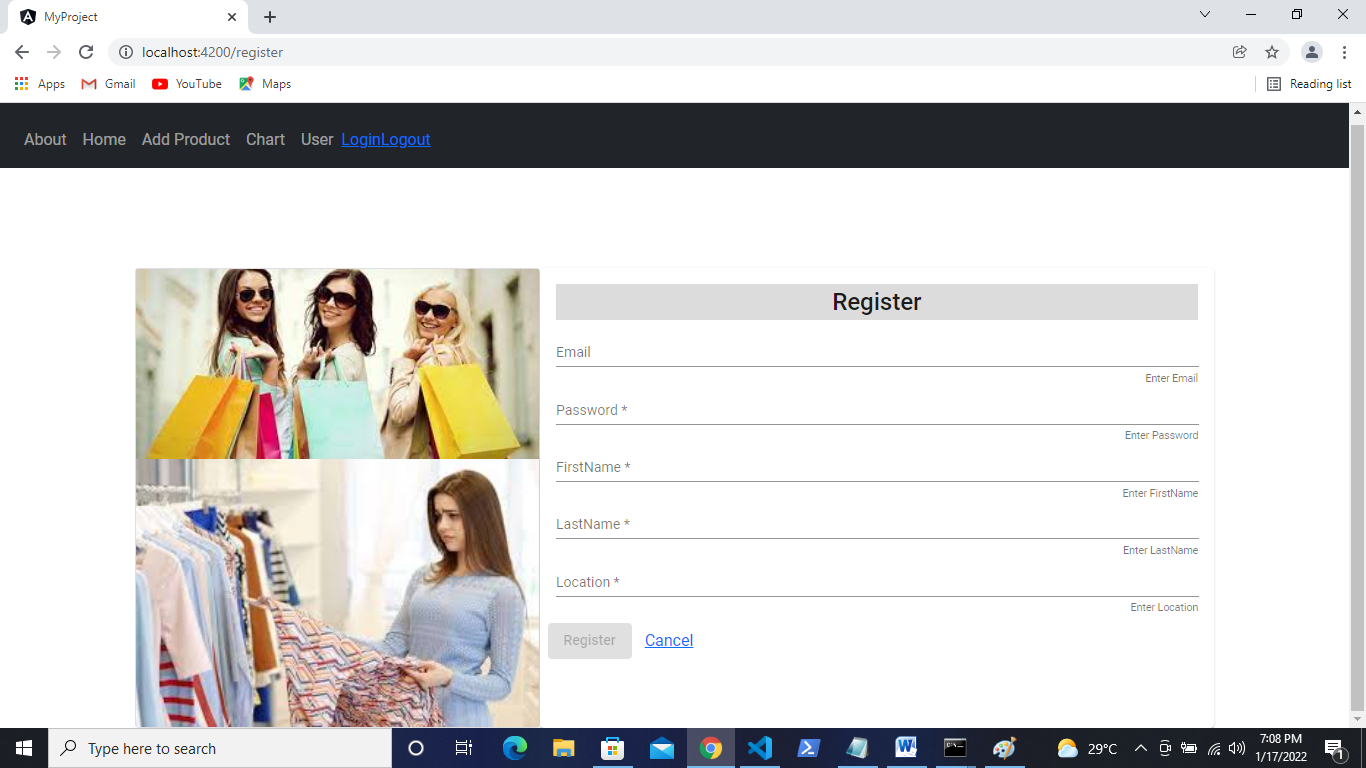 MyProject
localhost:4200/register
Apps Gmail YouTube Maps Reading list
About Home Add Product Chart User LoginLogout
Register
Email
Enter Email
Password *
Enter Password
FirstName *
Enter FirstName
LastName *
Enter LastName
Location *
Enter Location
Register Cancel
Type here to search
29°C
7:08 PM
1/17/2022
1